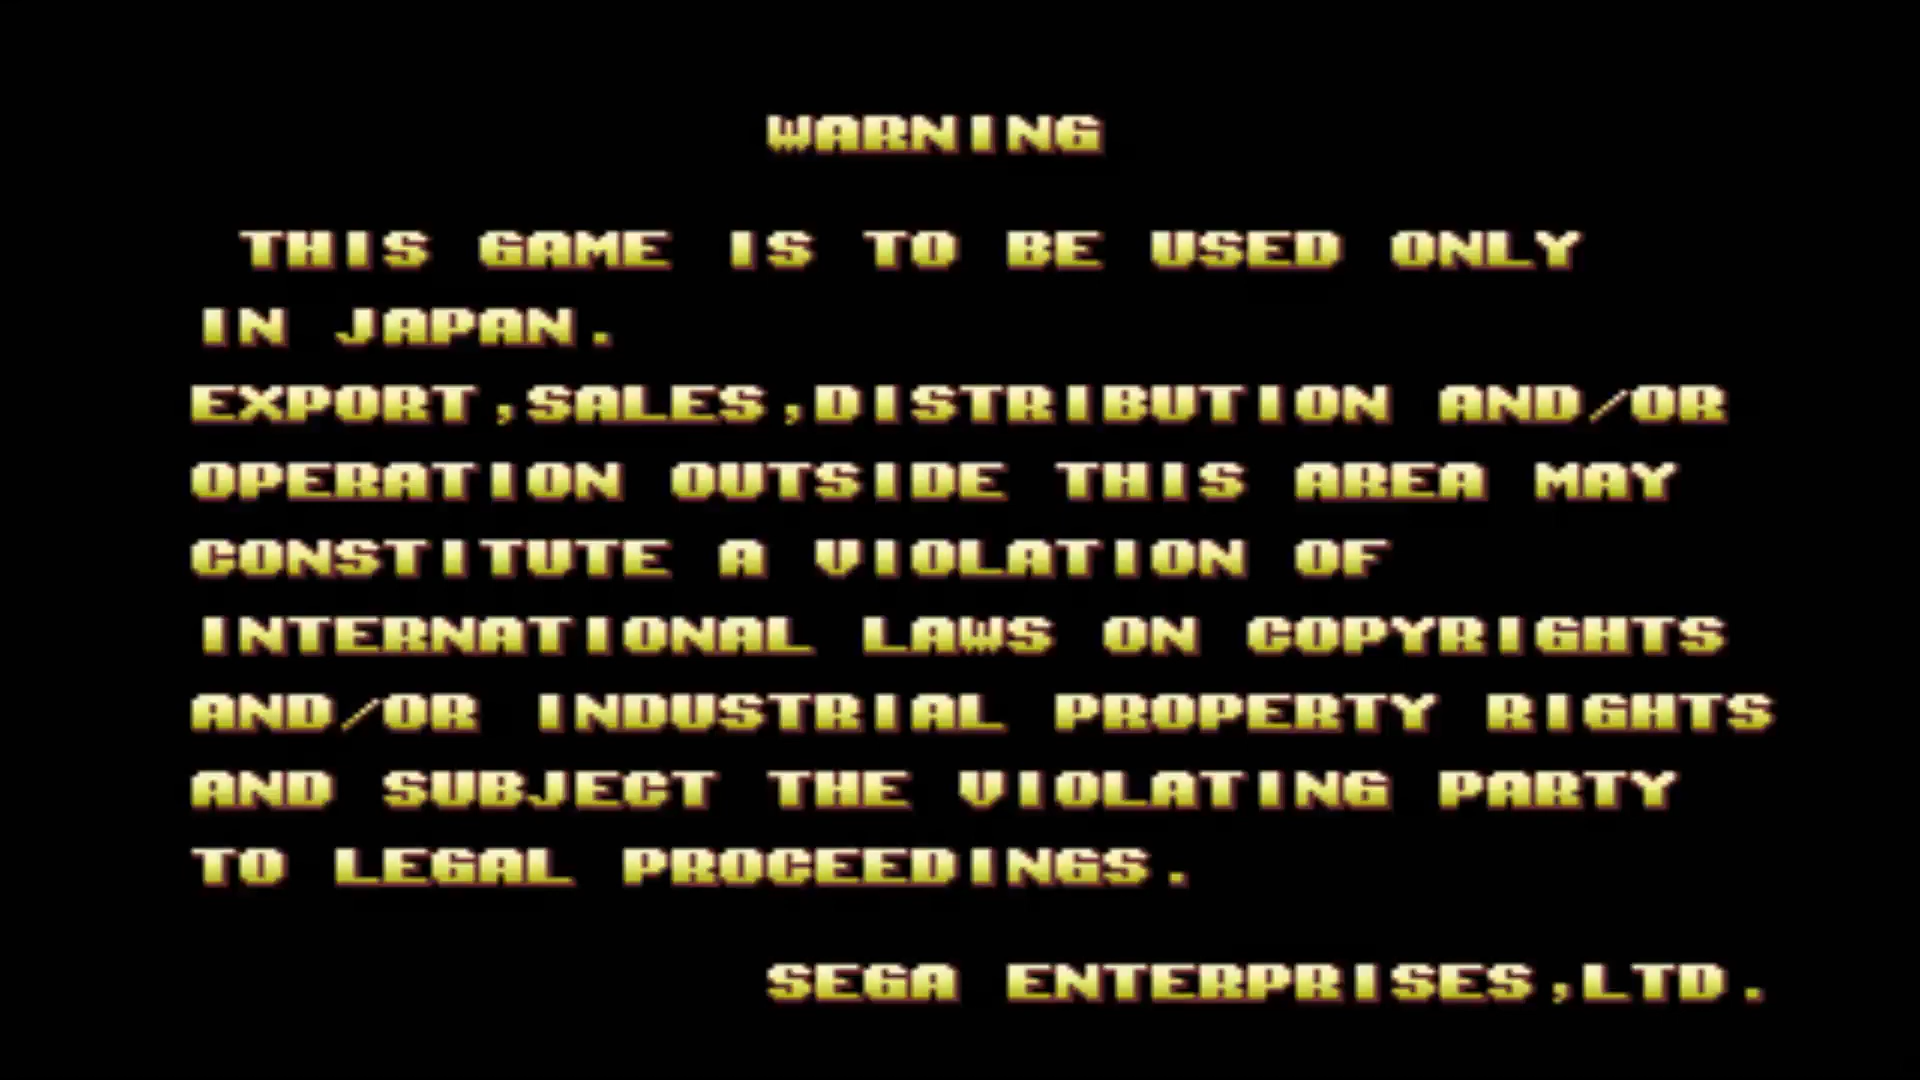 WARNING
THIS GAME IS TO BE USED ONLY
IN JAPAN.
EXPORT,SALES,DISTRIBUTION AND/OR
OPERATION OUTSIDE THIS AREA MAY
CONSTITUTE A VIOLATION OF
INTERNATIONAL LAWS ON COPYRIGHTS
AND/OR INDUSTRIAL PROPERTY RIGHTS
AND SUBJECT THE VIOLATING PARTY
TO LEGAL PROCEEDINGS.
SEGA ENTERPRISES,LTD.